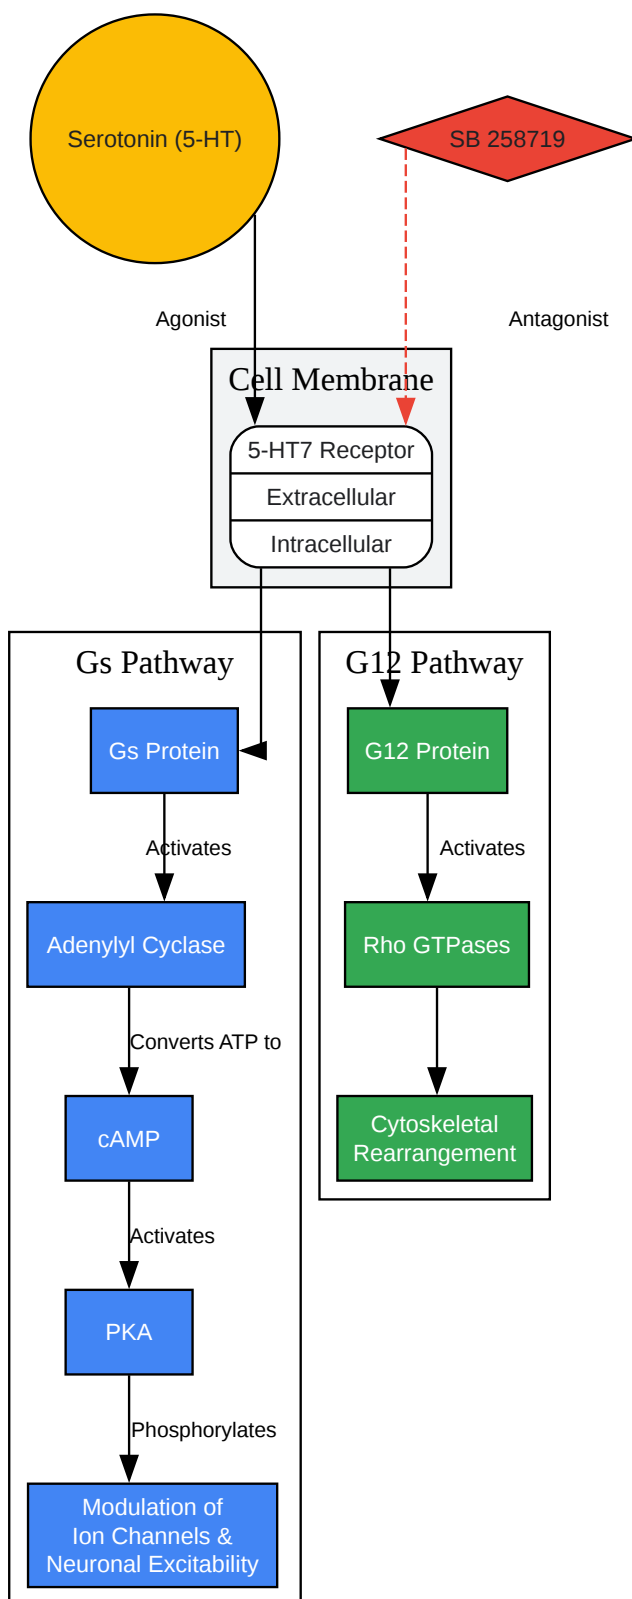 Serotonin (5-HT)
SB 258719
Agonist
Antagonist
Cell Membrane
5-HT7 Receptor
Extracellular
Intracellular
Gs Pathway
Gs Protein
Activates
Adenylyl Cyclase
Converts ATP to
cAMP
Activates
PKA
Phosphorylates
Modulation of
Ion Channels &
Neuronal Excitability
G12 Pathway
G12 Protein
Activates
Rho GTPases
Cytoskeletal
Rearrangement